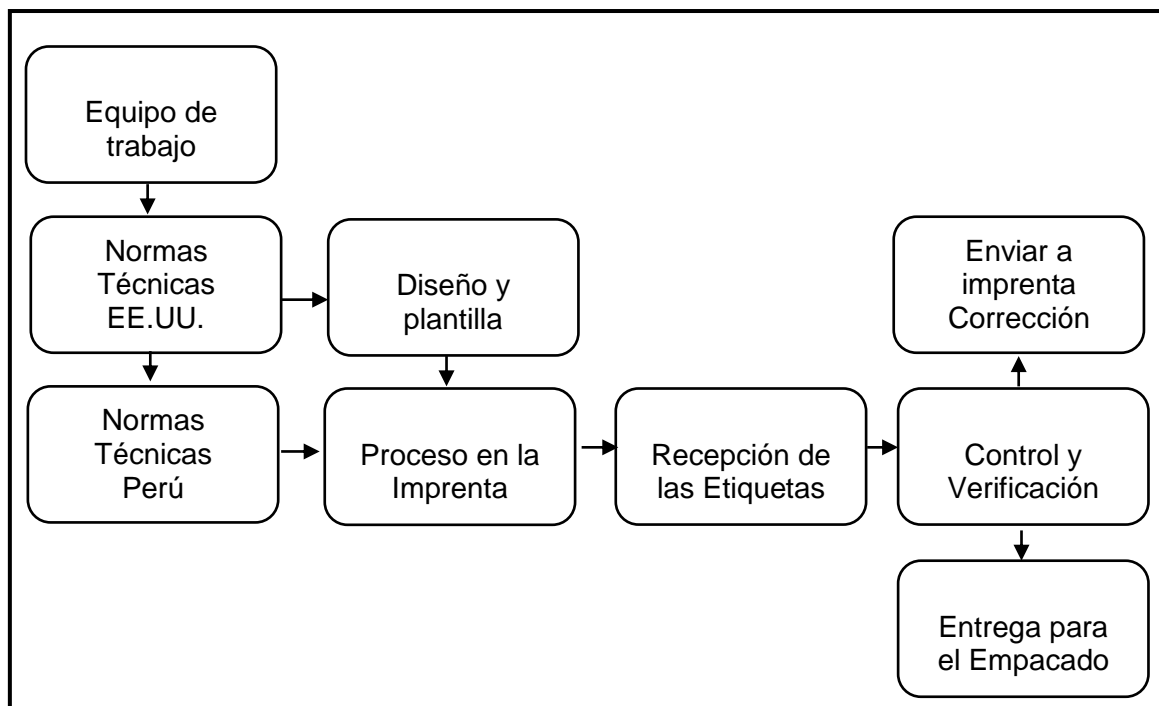 Equipo de
trabajo
Normas
Técnicas
EE.UU.
Diseño y
plantilla
Enviar a
imprenta
Corrección
Normas
Técnicas
Perú
Proceso en la
Imprenta
Recepción de
las Etiquetas
Control y
Verificación
Entrega para
el Empacado